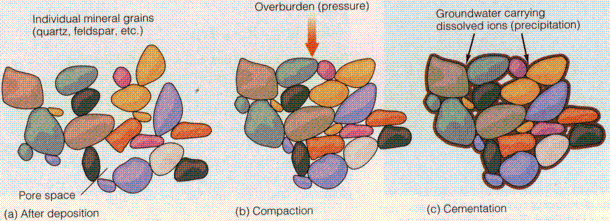 Individual mineral grains
(quartz, feldspar, etc.)
Pore space
(a) After deposition
Overburden (pressure)
(b) Compaction
Groundwater carrying
dissolved ions (precipitation)
(c) Cementation